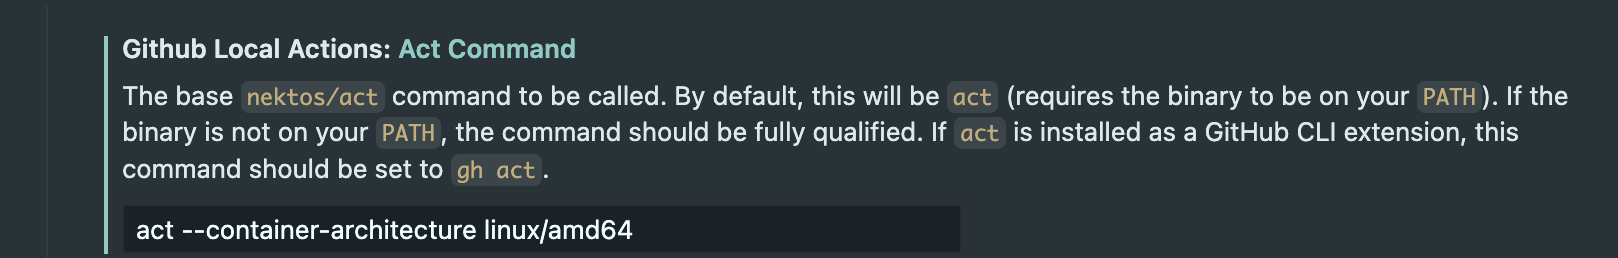 Github Local Actions: Act Command
The base nektos/act command to be called. By default, this will be act (requires the binary to be on your PATH). If the
binary is not on your PATH, the command should be fully qualified. If act is installed as a GitHub CLI extension, this
command should be set to gh act.
act --container-architecture linux/amd64